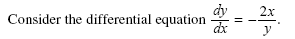 Consider the differential equation dy/dx = -2x/y.